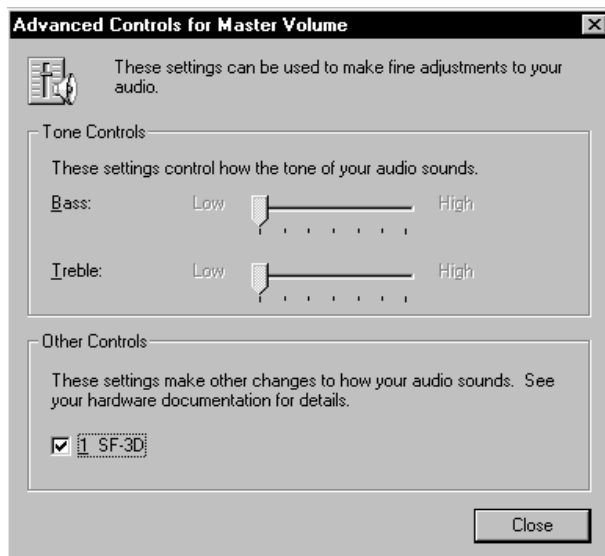 Advanced Controls for Master Volume
These settings can be used to make fine adjustments to your
audio.
Tone Controls
These settings control how the tone of your audio sounds.
Bass: Low High
Treble: Low High
Other Controls
These settings make other changes to how your audio sounds.  See
your hardware documentation for details.
1  SF-3D
Close